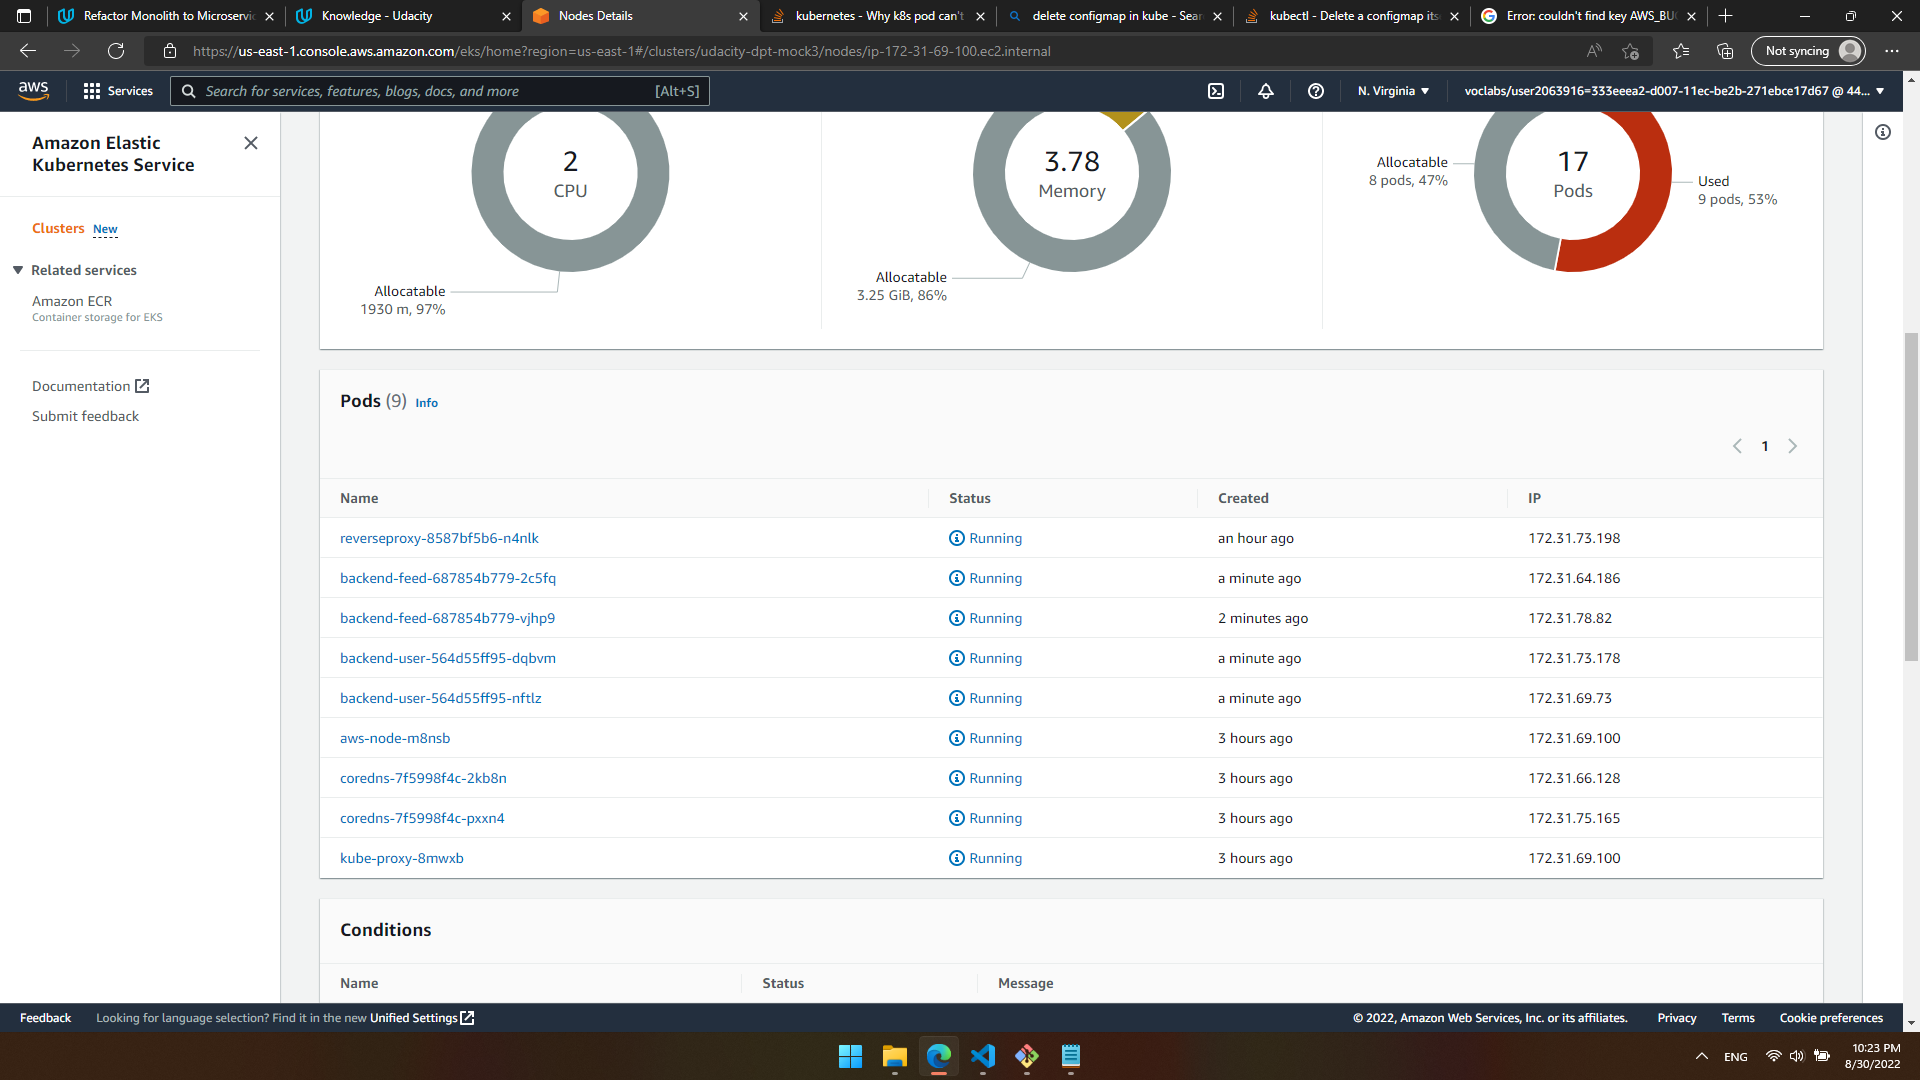 Refactor Monolith to Microservic
Knowledge - Udacity
Nodes Details
kubernetes - Why k8s pod can't
delete configmap in kube - Sear
kubectl - Delete a configmap itse
Error: couldn't find key AWS_BUC
https://us-east-1.console.aws.amazon.com/eks/home?region=us-east-1#/clusters/udacity-dpt-mock3/nodes/ip-172-31-69-100.ec2.internal
Not syncing
aws
Services
Search for services, features, blogs, docs, and more
[Alt+S]
N. Virginia
voclabs/user2063916=333eeea2-d007-11ec-be2b-271ebce17d67 @ 44...
Amazon Elastic
Kubernetes Service
Clusters New
Related services
Amazon ECR
Container storage for EKS
Documentation
Submit feedback
2
CPU
Allocatable
1930 m, 97%
3.78
Memory
Allocatable
3.25 GiB, 86%
17
Pods
Allocatable
8 pods, 47%
Used
9 pods, 53%
Pods (9) Info
1
Name Status Created IP
reverseproxy-8587bf5b6-n4nlk Running an hour ago 172.31.73.198
backend-feed-687854b779-2c5fq Running a minute ago 172.31.64.186
backend-feed-687854b779-vjhp9 Running 2 minutes ago 172.31.78.82
backend-user-564d55ff95-dqbvm Running a minute ago 172.31.73.178
backend-user-564d55ff95-nftlz Running a minute ago 172.31.69.73
aws-node-m8nsb Running 3 hours ago 172.31.69.100
coredns-7f5998f4c-2kb8n Running 3 hours ago 172.31.66.128
coredns-7f5998f4c-pxxn4 Running 3 hours ago 172.31.75.165
kube-proxy-8mwxb Running 3 hours ago 172.31.69.100
Conditions
Name Status Message
Feedback Looking for language selection? Find it in the new Unified Settings
© 2022, Amazon Web Services, Inc. or its affiliates. Privacy Terms Cookie preferences
ENG
10:23 PM
8/30/2022